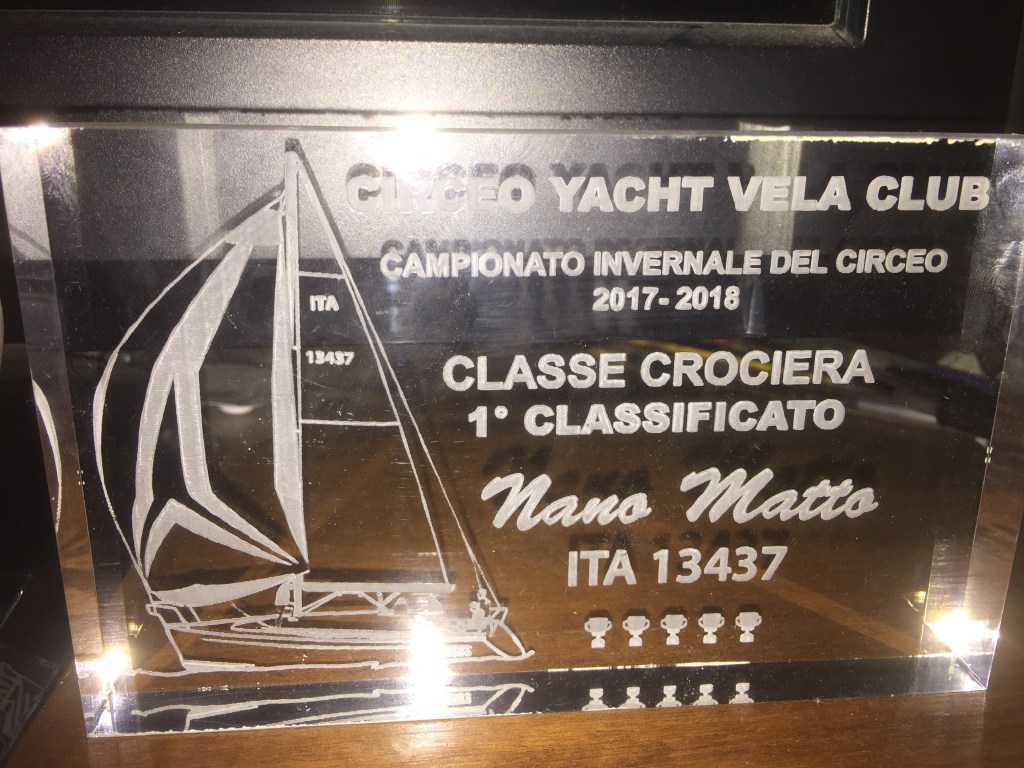 CIRCEO YACHT VELA CLUB
CAMPIONATO INVERNALE DEL CIRCEO
2017- 2018
ITA
13437
CLASSE CROCIERA
1° CLASSIFICATO
Nano Matto
ITA 13437